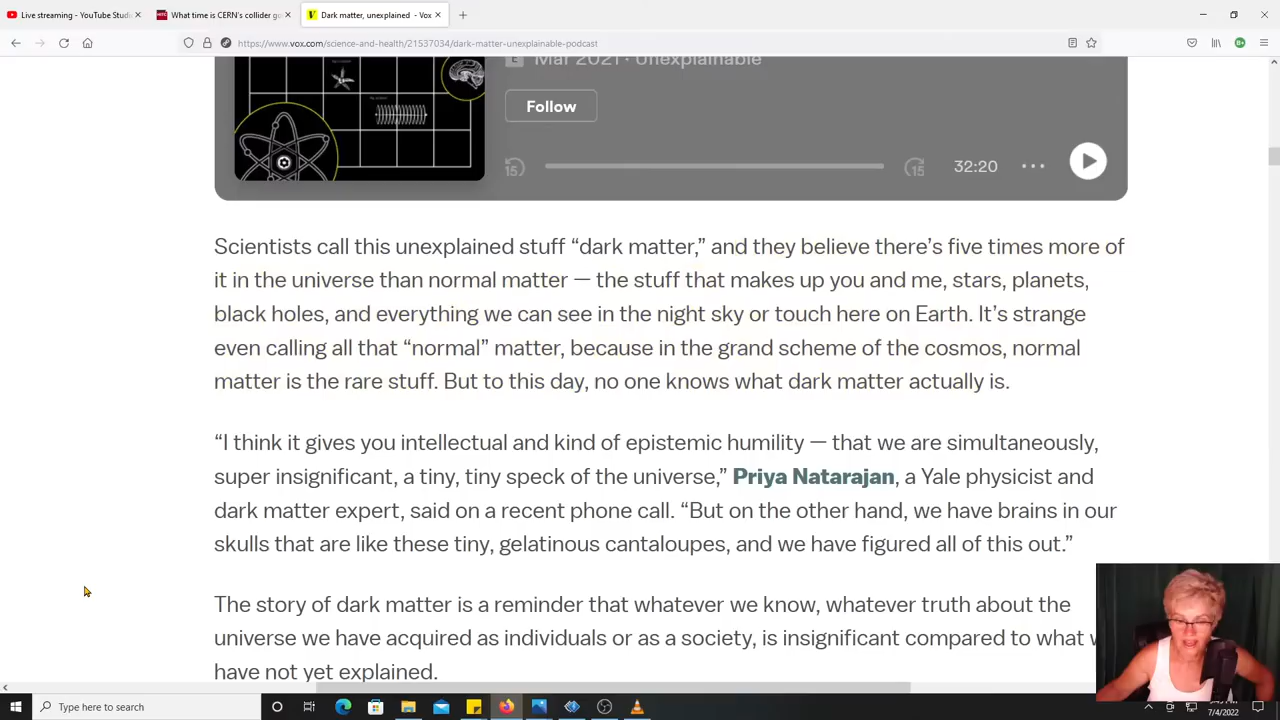 Live streaming - YouTube Studio
What time is CERN's collider go
Dark matter, unexplained - Vox
https://www.vox.com/science-and-health/21537034/dark-matter-unexplainable-podcast
E Mar 2021 · Unexplainable
Follow
15
15
32:20
Scientists call this unexplained stuff “dark matter,” and they believe there’s five times more of
it in the universe than normal matter — the stuff that makes up you and me, stars, planets,
black holes, and everything we can see in the night sky or touch here on Earth. It’s strange
even calling all that “normal” matter, because in the grand scheme of the cosmos, normal
matter is the rare stuff. But to this day, no one knows what dark matter actually is.
“I think it gives you intellectual and kind of epistemic humility — that we are simultaneously,
super insignificant, a tiny, tiny speck of the universe,” Priya Natarajan, a Yale physicist and
dark matter expert, said on a recent phone call. “But on the other hand, we have brains in our
skulls that are like these tiny, gelatinous cantaloupes, and we have figured all of this out.”
The story of dark matter is a reminder that whatever we know, whatever truth about the
universe we have acquired as individuals or as a society, is insignificant compared to what
have not yet explained.
Type here to search
7/4/2022